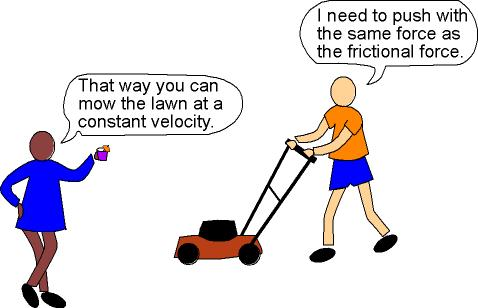 I need to push with
the same force as
the frictional force.
That way you can
mow the lawn at a
constant velocity.